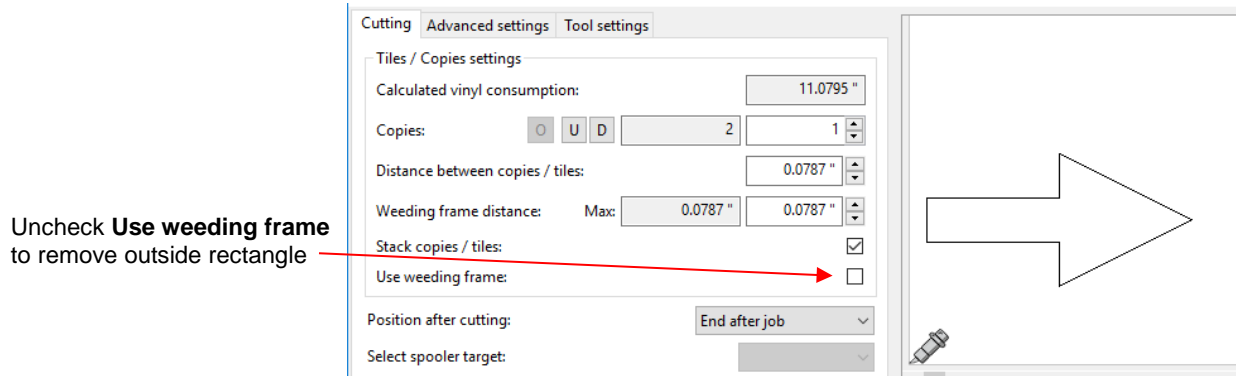 Cutting Advanced settings Tool settings
Tiles / Copies settings
Calculated vinyl consumption: 11.0795 "
Copies: O U D 2 1
Distance between copies / tiles: 0.0787 "
Weeding frame distance: Max: 0.0787 " 0.0787 "
Uncheck Use weeding frame
to remove outside rectangle
Stack copies / tiles:
Use weeding frame:
Position after cutting: End after job
Select spooler target: